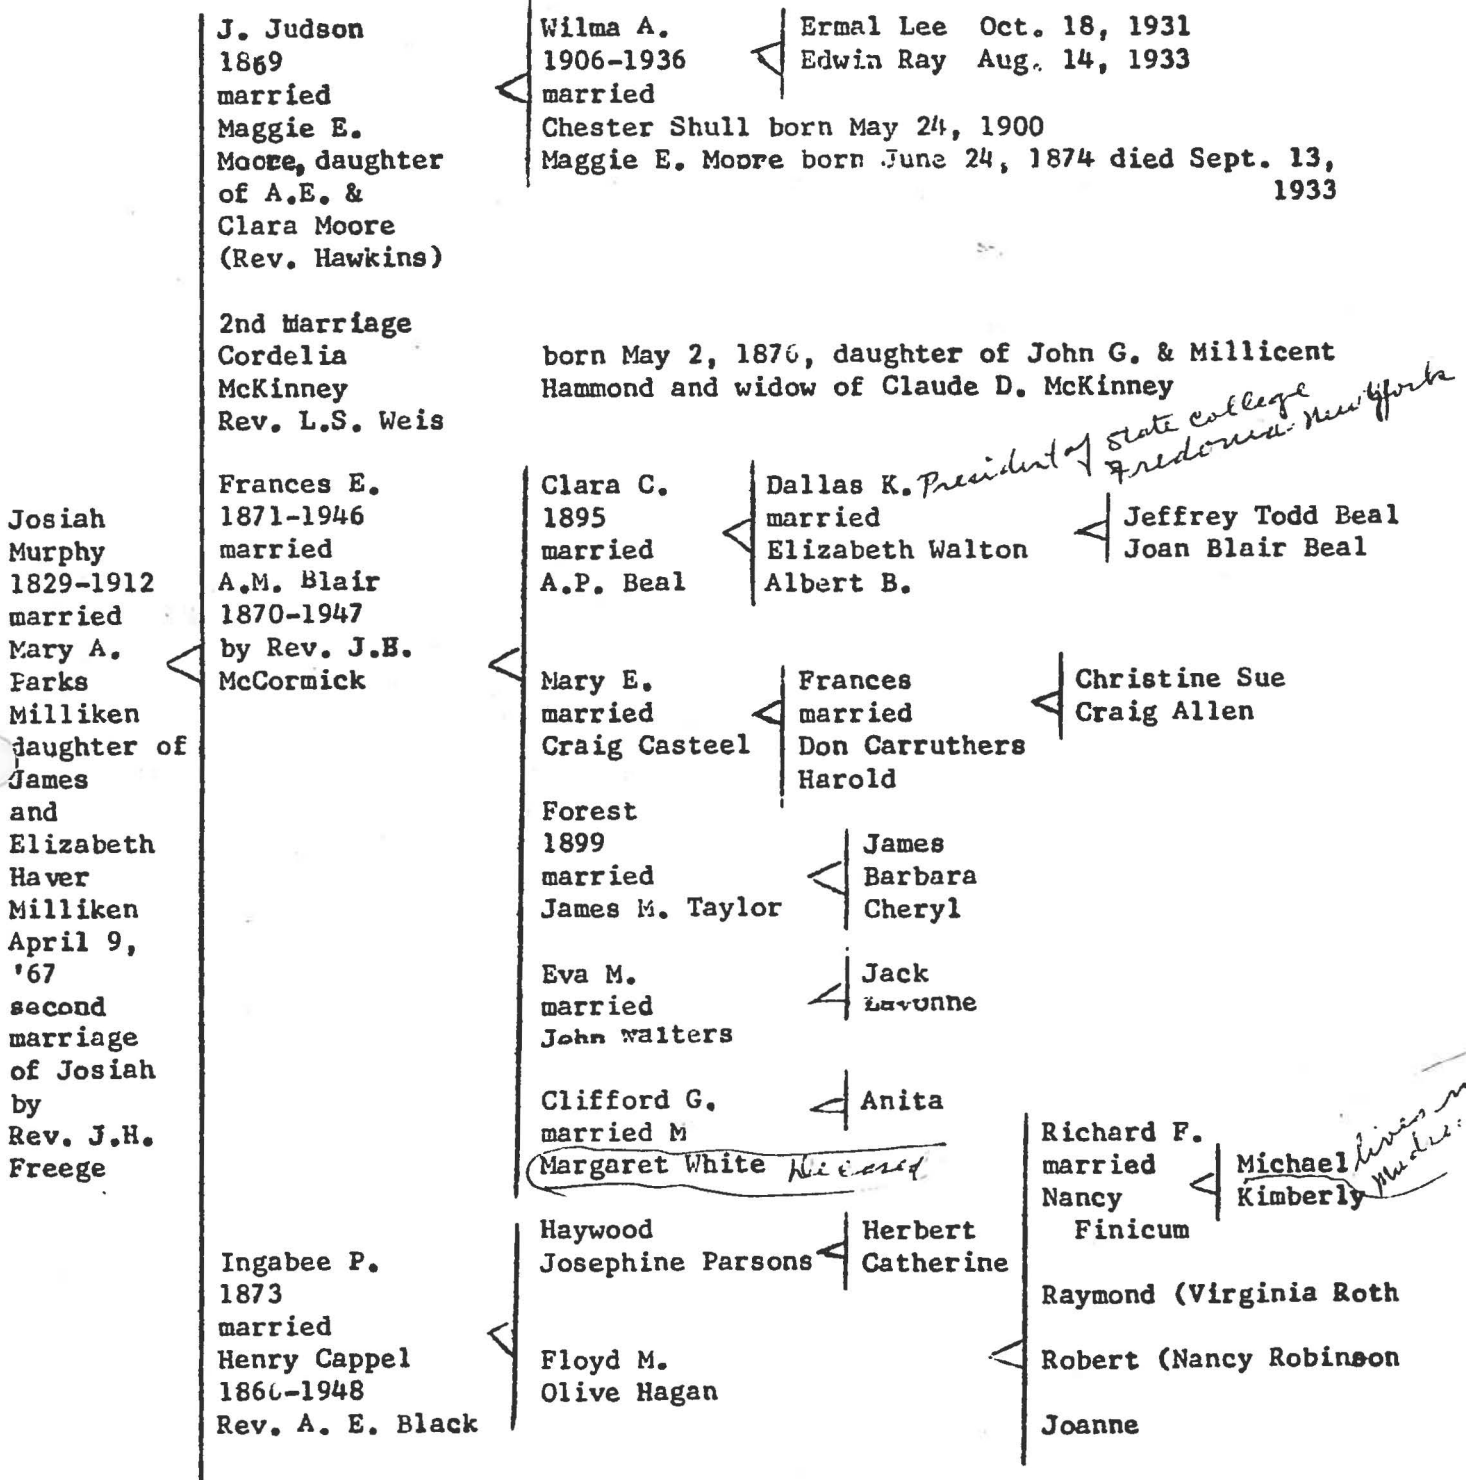 J. Judson
1869
married
Maggie E.
Moore, daughter
of A.E. &
Clara Moore
(Rev. Hawkins)
Wilma A.
1906-1936
married
Chester Shull born May 24, 1900
Maggie E. Moore born June 24, 1874 died Sept. 13,
1933
Ermal Lee Oct. 18, 1931
Edwin Ray Aug. 14, 1933
2nd Marriage
Cordelia
McKinney
Rev. L.S. Weis
born May 2, 1876, daughter of John G. & Millicent
Hammond and widow of Claude D. McKinney
Josiah
Murphy
1829-1912
married
Mary A.
Parks
Milliken
daughter of
James
and
Elizabeth
Haver
Milliken
April 9,
'67
second
marriage
of Josiah
by
Rev. J.H.
Freege
Frances E.
1871-1946
married
A.M. Blair
1870-1947
by Rev. J.H.
McCormick
Clara C.
1895
married
A.P. Beal
Dallas K. President of state college
Fredonia-New York
married
Elizabeth Walton
Albert B.
Jeffrey Todd Beal
Joan Blair Beal
Mary E.
married
Craig Casteel
Frances
married
Don Carruthers
Harold
Christine Sue
Craig Allen
Forest
1899
married
James M. Taylor
James
Barbara
Cheryl
Eva M.
married
John Walters
Jack
LaVonne
Clifford G.
married M
Margaret White Deceased
Anita
Ingabee P.
1873
married
Henry Cappel
1866-1948
Rev. A. E. Black
Haywood
Josephine Parsons
Herbert
Catherine
Floyd M.
Olive Hagan
Richard F.
married
Nancy
Finicum
Michael lives
Kimberly
Raymond (Virginia Roth
Robert (Nancy Robinson
Joanne